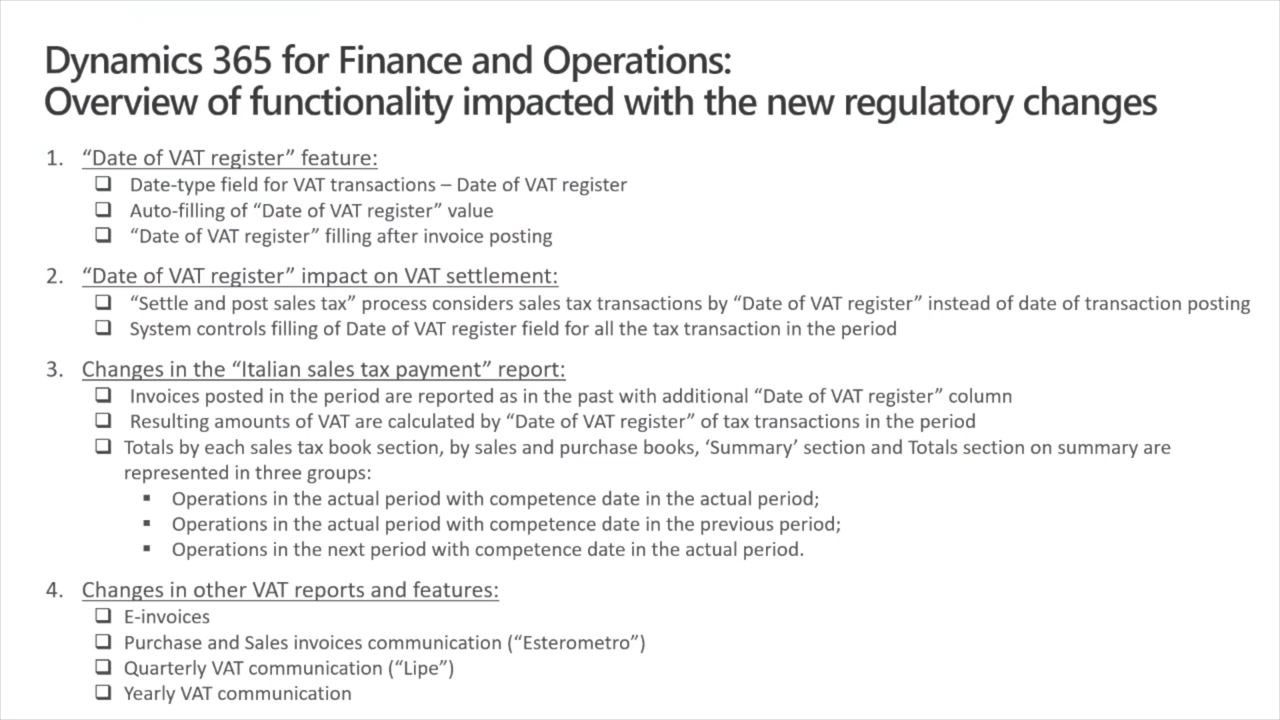 Dynamics 365 for Finance and Operations:
Overview of functionality impacted with the new regulatory changes
1. “Date of VAT register” feature:
❑ Date-type field for VAT transactions – Date of VAT register
❑ Auto-filling of “Date of VAT register” value
❑ “Date of VAT register” filling after invoice posting
2. “Date of VAT register” impact on VAT settlement:
❑ “Settle and post sales tax” process considers sales tax transactions by “Date of VAT register” instead of date of transaction posting
❑ System controls filling of Date of VAT register field for all the tax transaction in the period
3. Changes in the “Italian sales tax payment” report:
❑ Invoices posted in the period are reported as in the past with additional “Date of VAT register” column
❑ Resulting amounts of VAT are calculated by “Date of VAT register” of tax transactions in the period
❑ Totals by each sales tax book section, by sales and purchase books, ‘Summary’ section and Totals section on summary are
represented in three groups:
▪ Operations in the actual period with competence date in the actual period;
▪ Operations in the actual period with competence date in the previous period;
▪ Operations in the next period with competence date in the actual period.
4. Changes in other VAT reports and features:
❑ E-invoices
❑ Purchase and Sales invoices communication (“Esterometro”)
❑ Quarterly VAT communication (“Lipe”)
❑ Yearly VAT communication